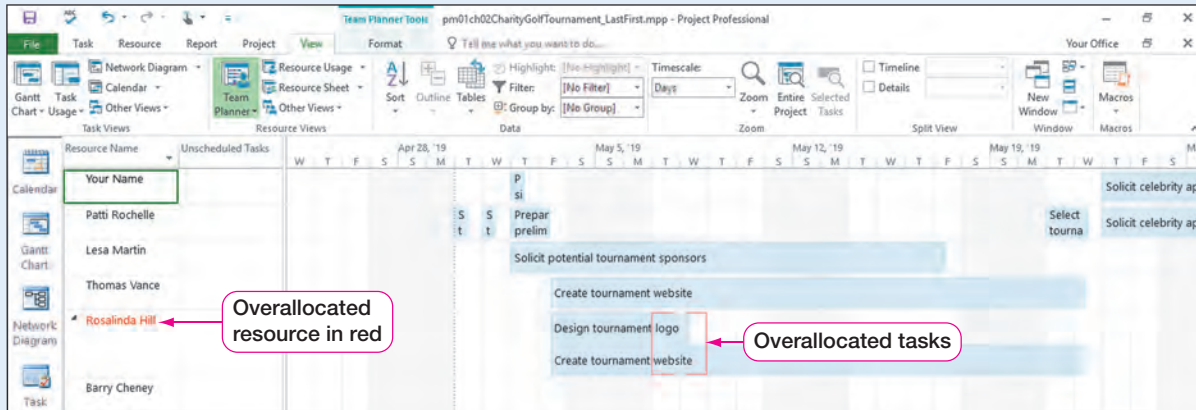 Team Planner Tools pm01ch02CharityGolfTournament_LastFirst.mpp - Project Professional
File Task Resource Report Project View Format Tell me what you want to do... Your Office
Gantt Chart
Task Usage
Network Diagram
Calendar
Other Views
Task Views
Team Planner
Resource Usage
Resource Sheet
Other Views
Resource Views
Sort
Outline
Tables
Highlight: [No Highlight]
Filter: [No Filter]
Group by: [No Group]
Data
Timescale:
Days
Zoom
Entire Project
Selected Tasks
Zoom
Timeline
Details
Split View
New Window
Window
Macros
Macros
Resource Name Unscheduled Tasks
Apr 28, '19 May 5, '19 May 12, '19 May 19, '19 M
W T F S S M T W T F S S M T W T F S S M T W T F S S M T W T F S
Calendar
Gantt Chart
Network Diagram
Task
Your Name
P
si
Solicit celebrity ap
Patti Rochelle
S
t
S
t
Prepar
prelim
Select
tourna
Solicit celebrity ap
Lesa Martin
Solicit potential tournament sponsors
Thomas Vance
Create tournament website
Rosalinda Hill
Overallocated
resource in red
Design tournament logo
Overallocated tasks
Create tournament website
Barry Cheney